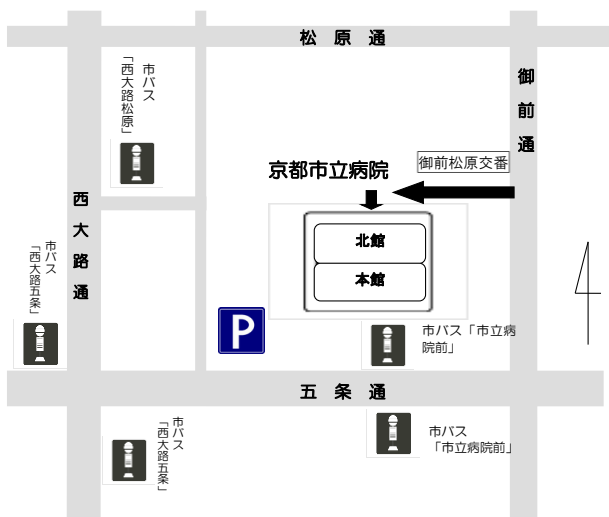 松原通
御前通
市バス
「西大路松原」
京都市立病院
御前松原交番
西大路通
北館
本館
市バス
「西大路五条」
P
市バス「市立病
院前」
五条通
市バス
「西大路五条」
市バス
「市立病院前」